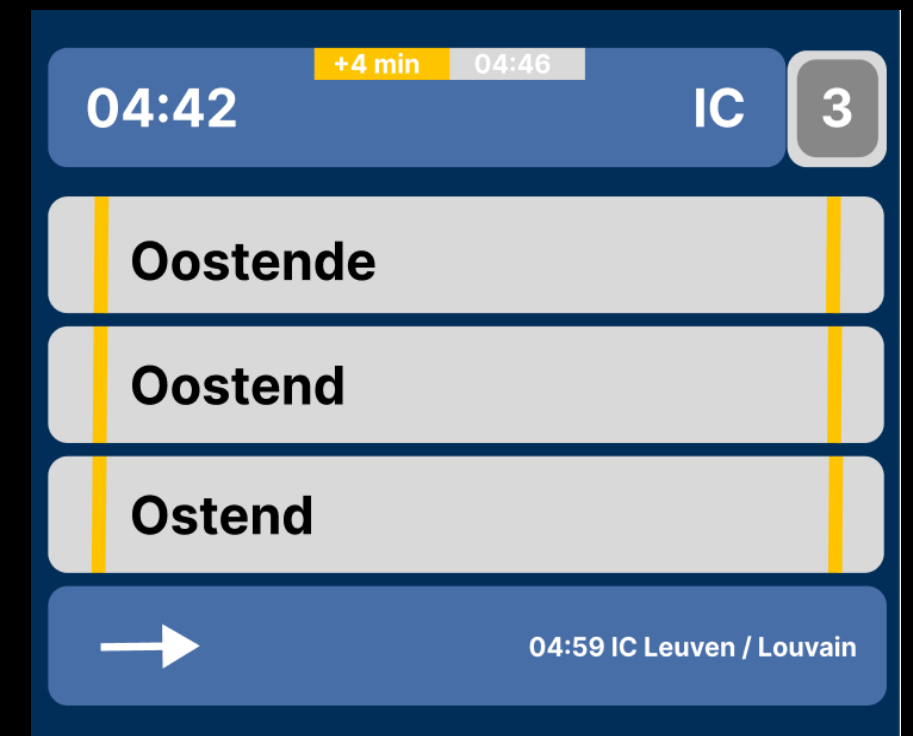 +4 min 04:46
04:42 IC 3
Oostende
Oostend
Ostend
04:59 IC Leuven / Louvain